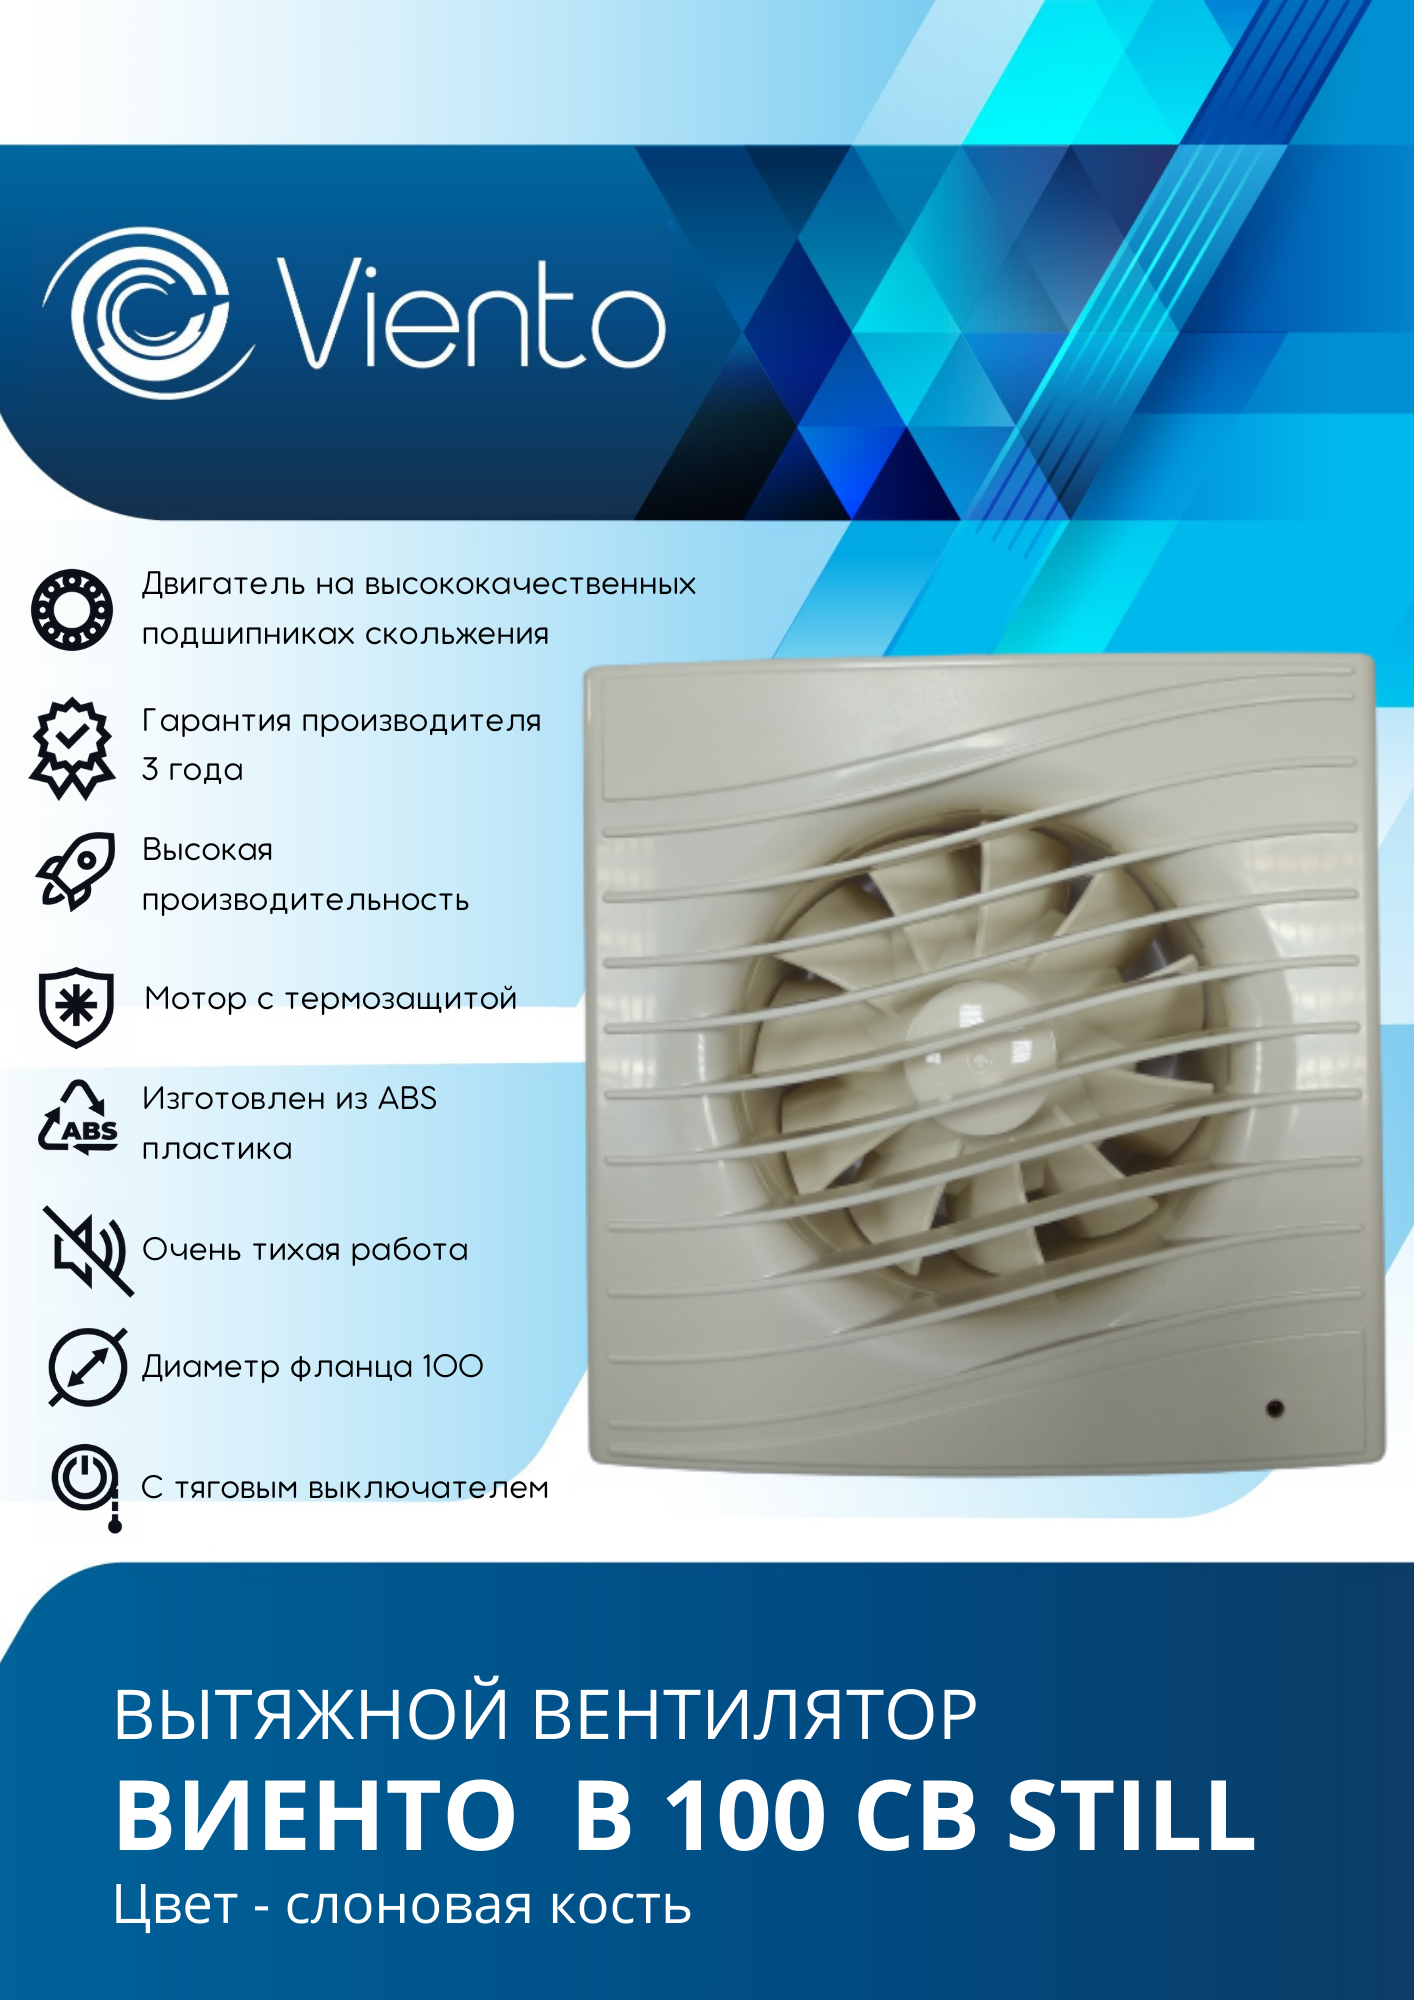 Viento
Двигатель на высококачественных
подшипниках скольжения
Гарантия производителя
3 года
Высокая
производительность
Мотор с термозащитой
Изготовлен из ABS
пластика
ABS
Очень тихая работа
Диаметр фланца 100
С тяговым выключателем
ВЫТЯЖНОЙ ВЕНТИЛЯТОР
ВИЕНТО В 100 СВ STILL
Цвет - слоновая кость